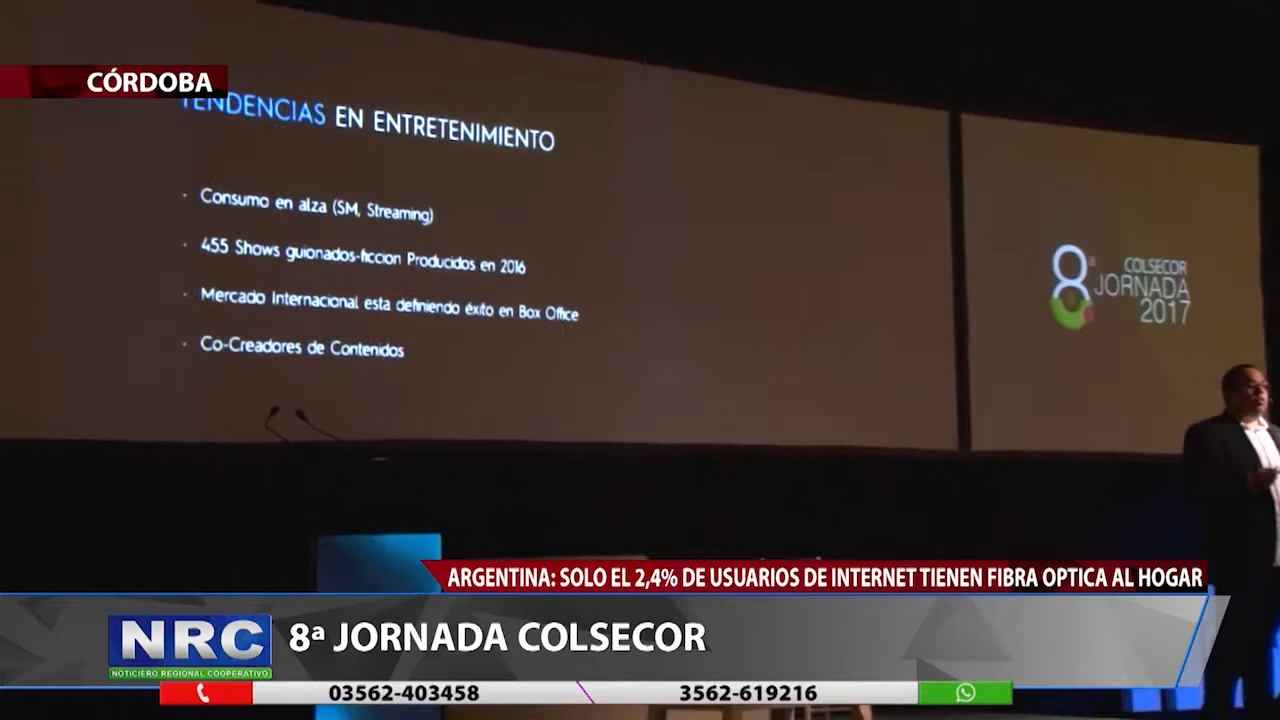 CÓRDOBA
TENDENCIAS EN ENTRETENIMIENTO
· Consumo en alza (SM, Streaming)
· 455 Shows guionados-ficcion Producidos en 2016
· Mercado Internacional esta definiendo éxito en Box Office
· Co-Creadores de Contenidos
8ª COLSECOR
JORNADA
2017
ARGENTINA: SOLO EL 2,4% DE USUARIOS DE INTERNET TIENEN FIBRA OPTICA AL HOGAR
NRC
NOTICIERO REGIONAL COOPERATIVO
8ª JORNADA COLSECOR
03562-403458
3562-619216